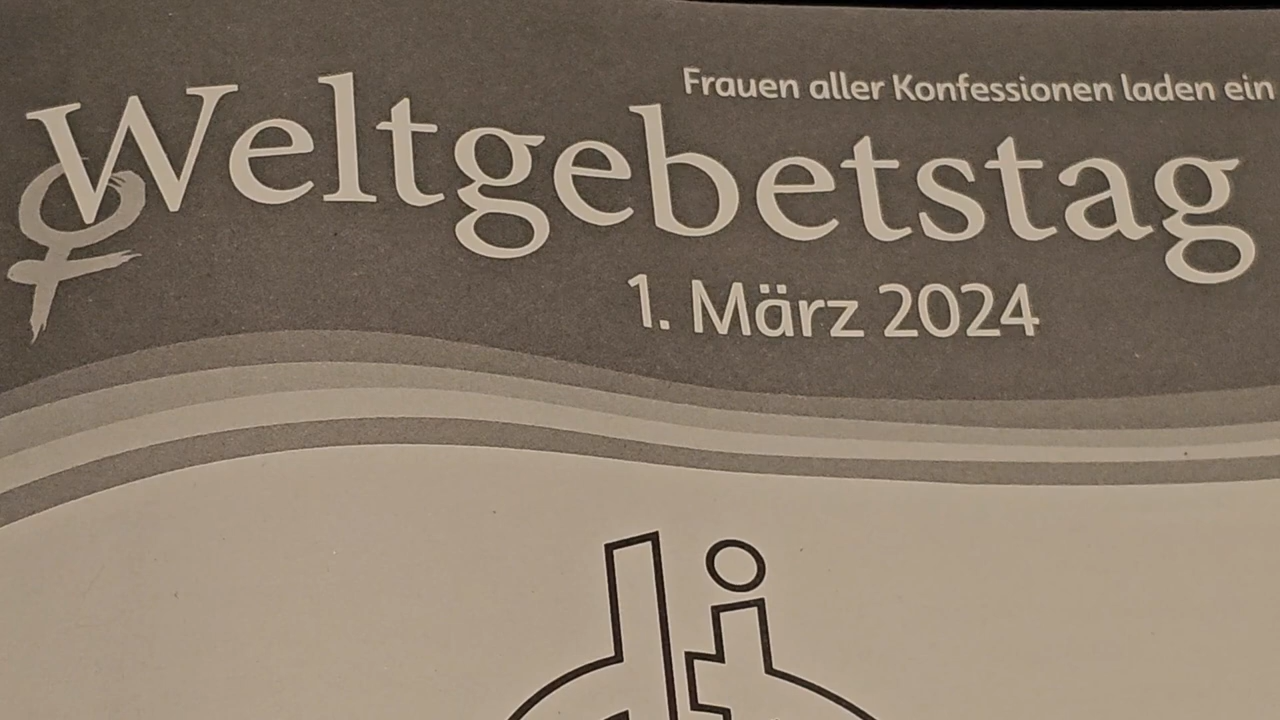 Frauen aller Konfessionen laden ein
Weltgebetstag
1. März 2024